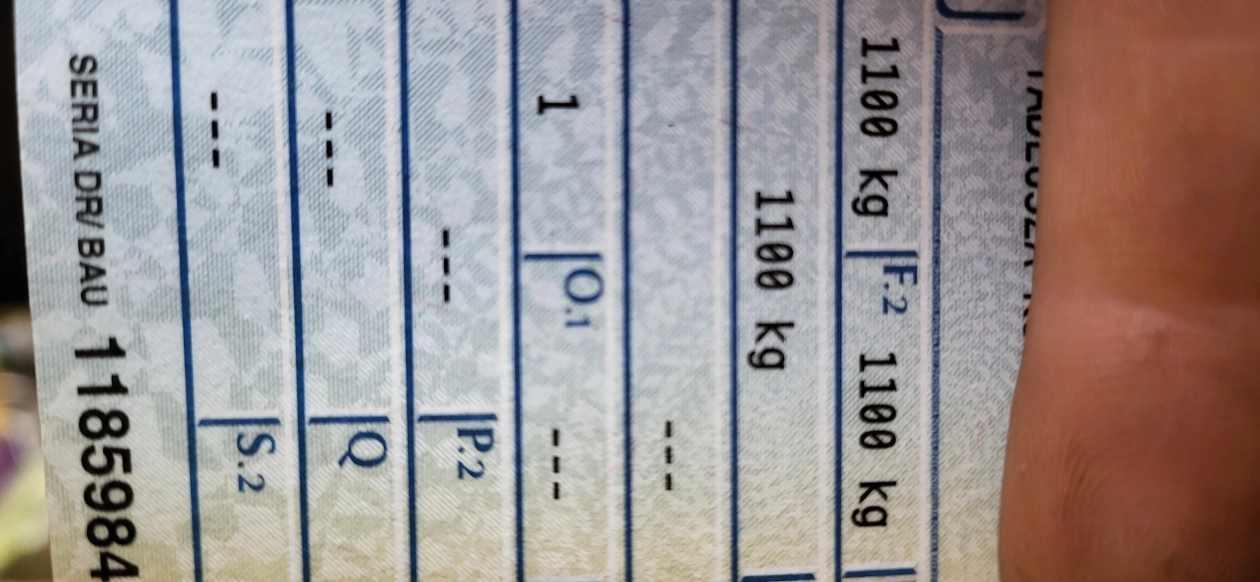 1100 kg F.2 1100 kg
1100 kg
---
1 O.1 ---
--- P.2
--- Q
--- S.2
SERIA DR/ BAU 1185984